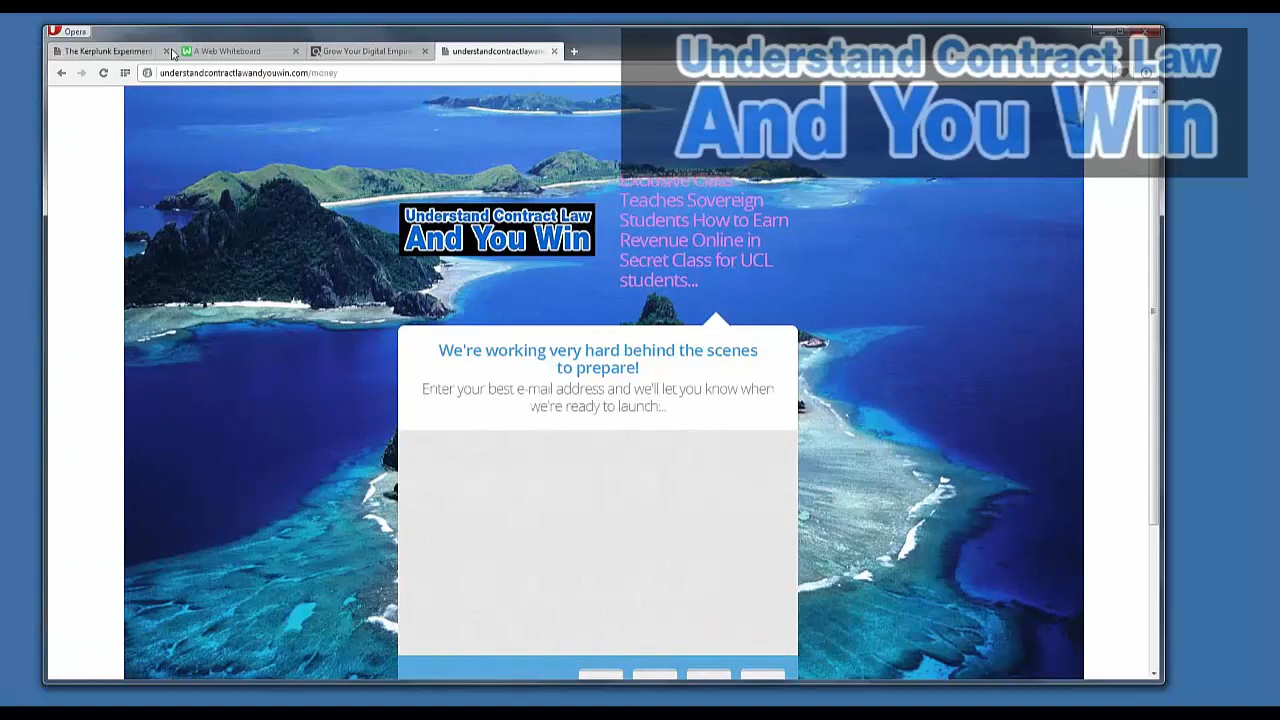 Opera
The Kerplunk Experiment
A Web Whiteboard
Grow Your Digital Empire
understandcontractlawan
understandcontractlawandyouwin.com/money
Understand Contract Law
And You Win
Exclusive Class
Teaches Sovereign
Students How to Earn
Revenue Online in
Secret Class for UCL
students...
Understand Contract Law
And You Win
We're working very hard behind the scenes
to prepare!
Enter your best e-mail address and we'll let you know when
we're ready to launch...